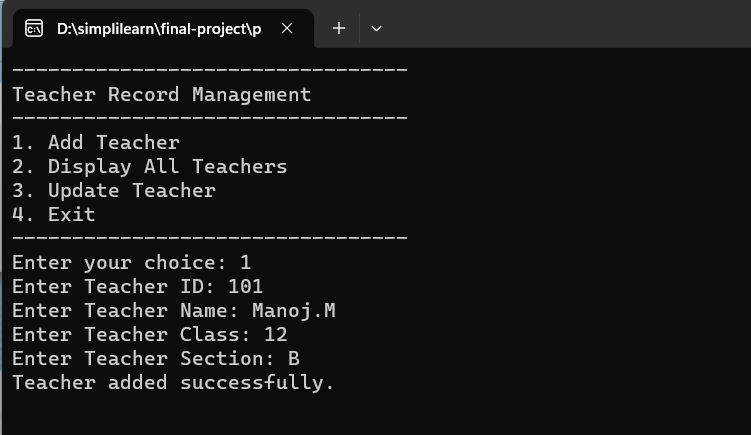 D:\simplilearn\final-project\p
---------------------------------
Teacher Record Management
---------------------------------
1. Add Teacher
2. Display All Teachers
3. Update Teacher
4. Exit
---------------------------------
Enter your choice: 1
Enter Teacher ID: 101
Enter Teacher Name: Manoj.M
Enter Teacher Class: 12
Enter Teacher Section: B
Teacher added successfully.